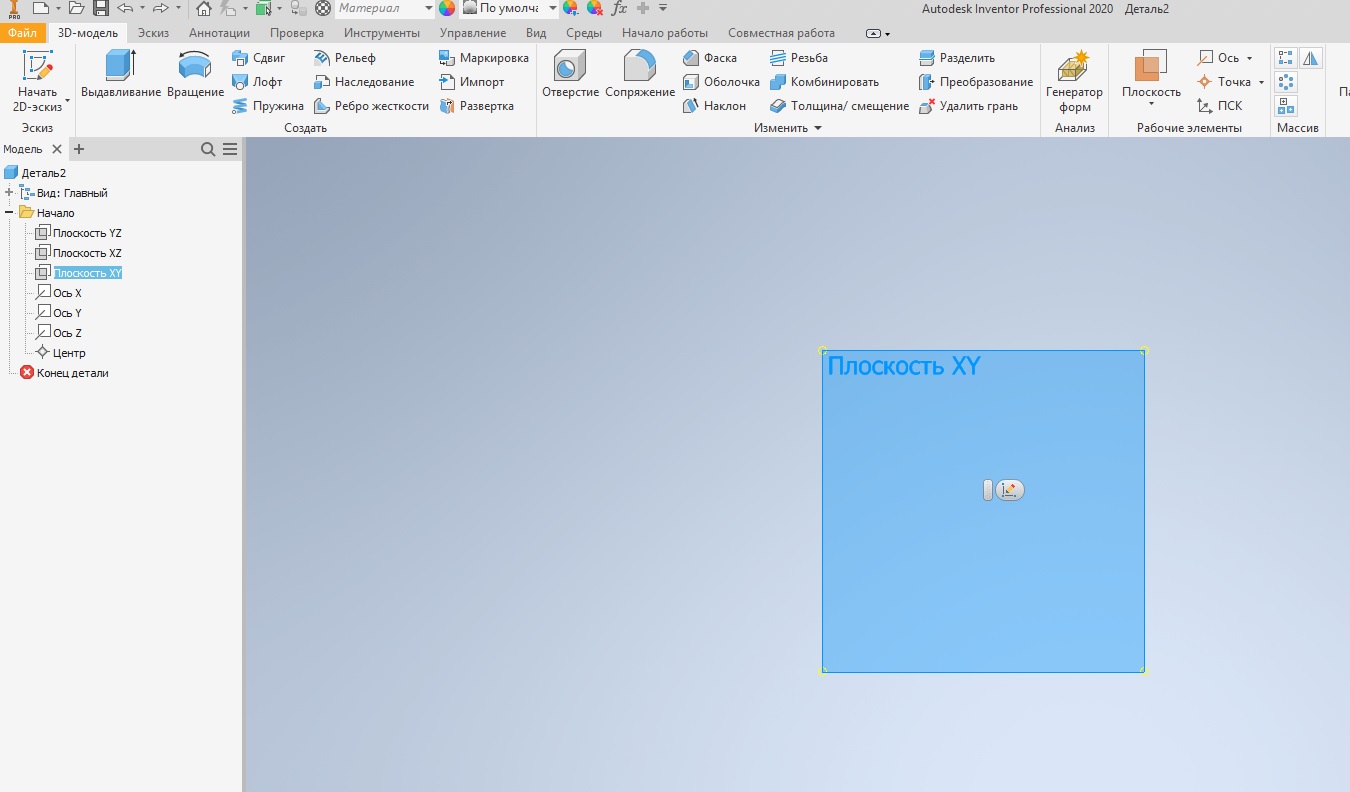 PRO
Материал
По умолча
fx
Autodesk Inventor Professional 2020 Деталь2
Файл 3D-модель Эскиз Аннотации Проверка Инструменты Управление Вид Среды Начало работы Совместная работа
Начать
2D-эскиз
Эскиз
Выдавливание Вращение
Сдвиг Рельеф Маркировка
Лофт Наследование Импорт
Пружина Ребро жесткости Развертка
Создать
Отверстие Сопряжение
Фаска Резьба Разделить
Оболочка Комбинировать Преобразование
Наклон Толщина/ смещение Удалить грань
Изменить
Генератор
форм
Анализ
Плоскость
Ось
Точка
ПСК
Рабочие элементы
Массив
Модель
Деталь2
Вид: Главный
Начало
Плоскость YZ
Плоскость XZ
Плоскость XY
Ось X
Ось Y
Ось Z
Центр
Конец детали
Плоскость XY